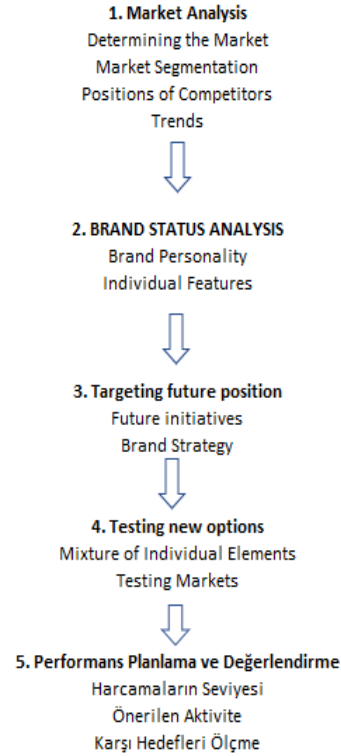 1. Market Analysis
Determining the Market
Market Segmentation
Positions of Competitors
Trends
2. BRAND STATUS ANALYSIS
Brand Personality
Individual Features
3. Targeting future position
Future initiatives
Brand Strategy
4. Testing new options
Mixture of Individual Elements
Testing Markets
5. Performans Planlama ve Değerlendirme
Harcamaların Seviyesi
Önerilen Aktivite
Karşı Hedefleri Ölçme